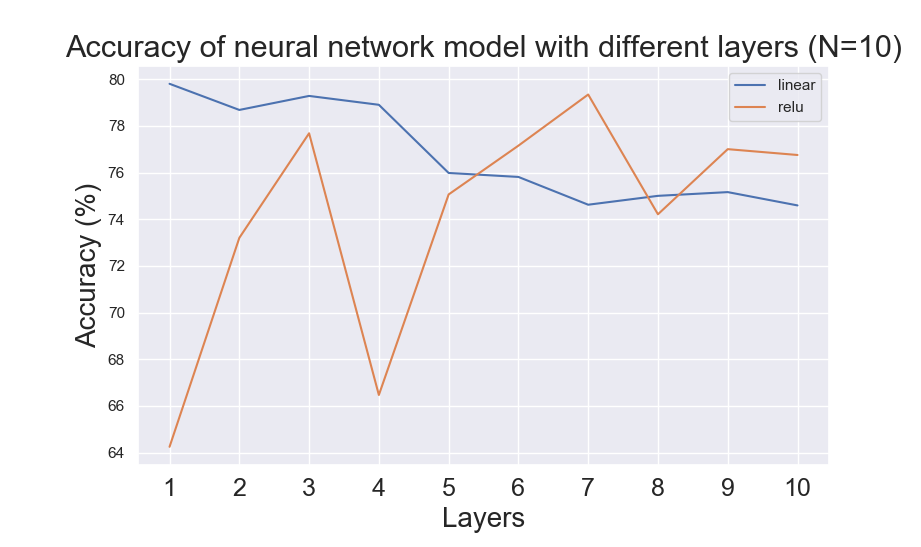 Accuracy of neural network model with different layers (N=10)
80
78
76
74
72
70
68
66
64
Accuracy (%)
linear
relu
1 2 3 4 5 6 7 8 9 10
Layers